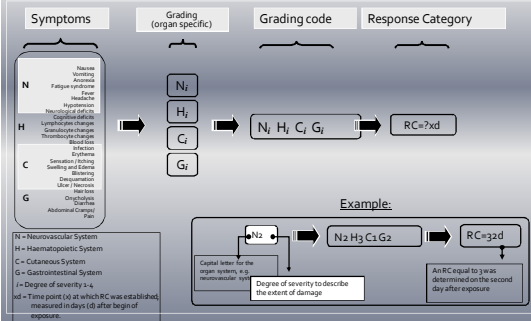 Symptoms
Grading
(organ specific)
Grading code
Response Category
N
Nausea
Vomiting
Anorexia
Fatigue syndrome
Fever
Headache
Hypotension
Neurological deficits
Cognitive deficits
H
Lymphocytes changes
Granulocyte changes
Thrombocyte changes
Blood loss
C
Infection
Erythema
Sensation / Itching
Swelling and Edema
Blistering
Desquamation
Ulcer / Necrosis
Hair loss
Onycholysis
G
Diarrhea
Abdominal Cramps/
Pain
Ni
Hi
Ci
Gi
Ni Hi Ci Gi
RC=?xd
N = Neurovascular System
H = Haematopoietic System
C = Cutaneous System
G = Gastrointestinal System
i = Degree of severity 1-4
xd = Time point (x) at which RC was established,
measured in days (d) after begin of
exposure.
Example:
N2
N2 H3 C1 G2
RC=32d
Capital letter for the
organ system, e.g.
neurovascular
Degree of severity to describe
the extent of damage
An RC equal to 3 was
determined on the second
day after exposure